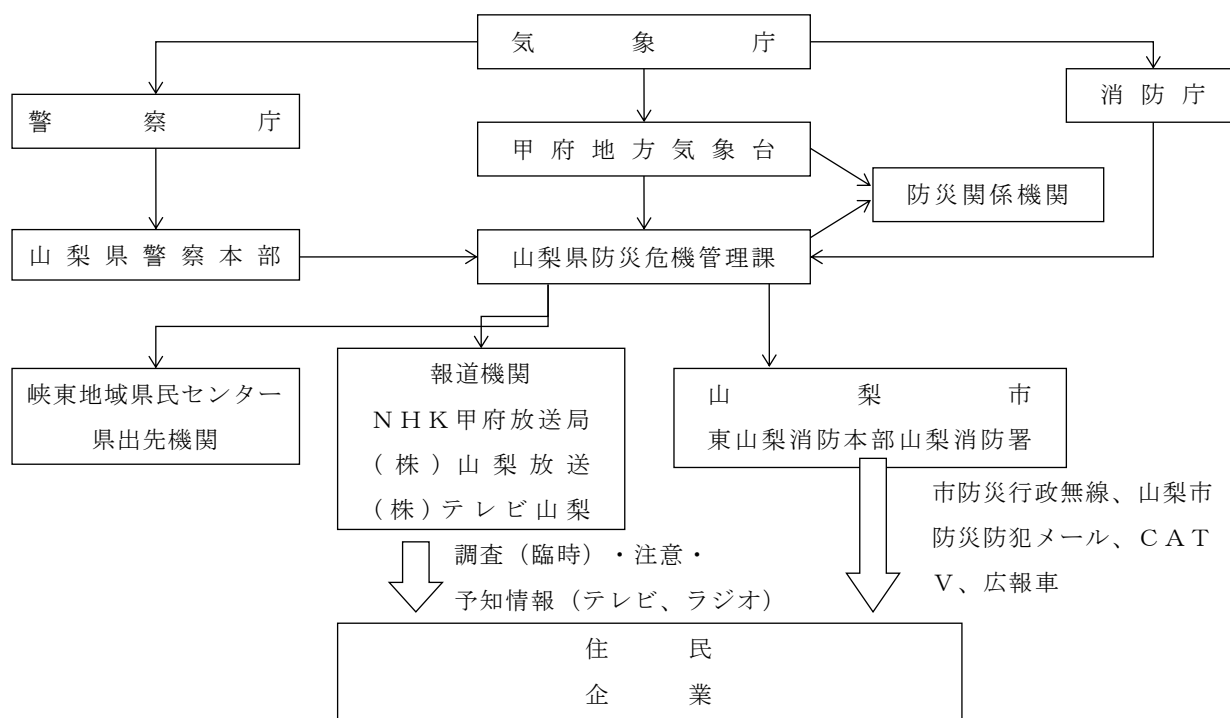 気象庁
警察庁
消防庁
甲府地方気象台
防災関係機関
山梨県警察本部
山梨県防災危機管理課
峡東地域県民センター
県出先機関
報道機関
ＮＨＫ甲府放送局
（株）山梨放送
（株）テレビ山梨
山梨市
東山梨消防本部山梨消防署
市防災行政無線、山梨市
防災防犯メール、ＣＡＴ
Ｖ、広報車
調査（臨時）・注意・
予知情報（テレビ、ラジオ）
住民
企業